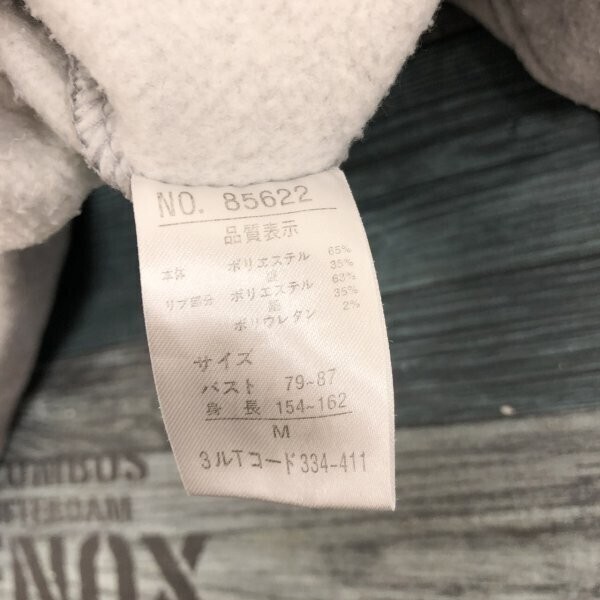 NO. 85622
品質表示
本体 ポリエステル 65%
綿 35%
リブ部分 ポリエステル 63%
綿 35%
ポリウレタン 2%
サイズ
バスト 79-87
身長 154~162
M
3ルTコード334-411
UMBUS
STERDAM
NOX